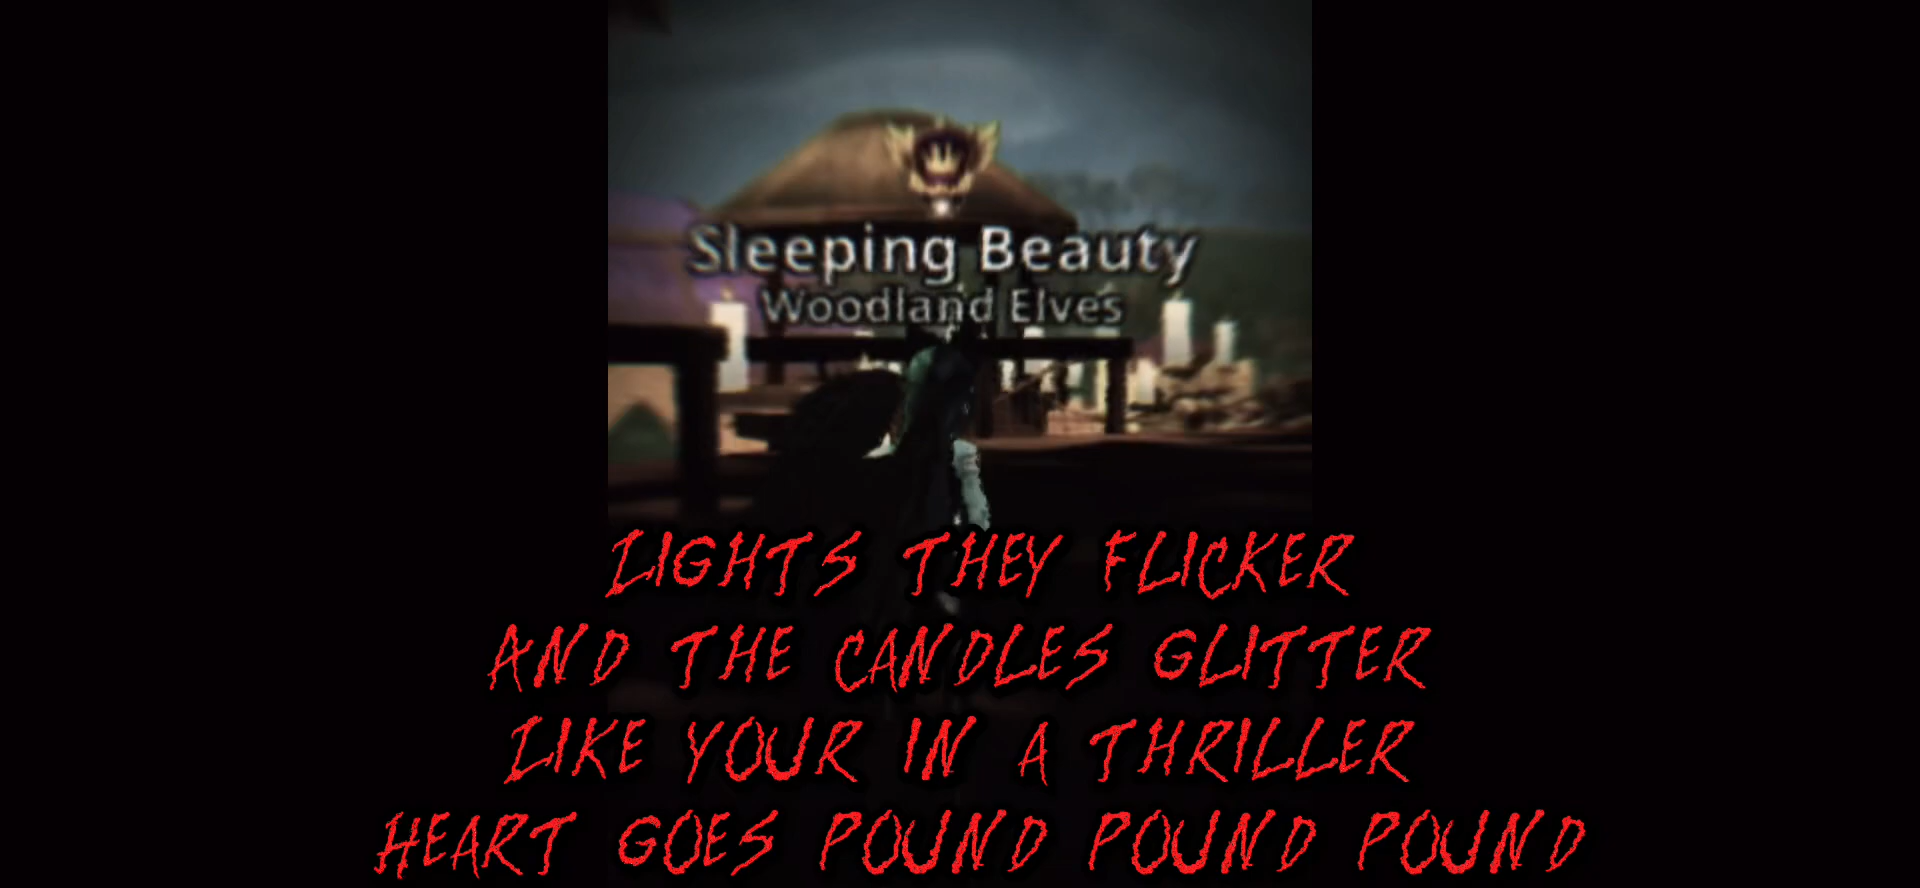 Sleeping Beauty
Woodland Elves
LIGHTS THEY FLICKER
AND THE CANDLES GLITTER
LIKE YOUR IN A THRILLER
HEART GOES POUND POUND POUND